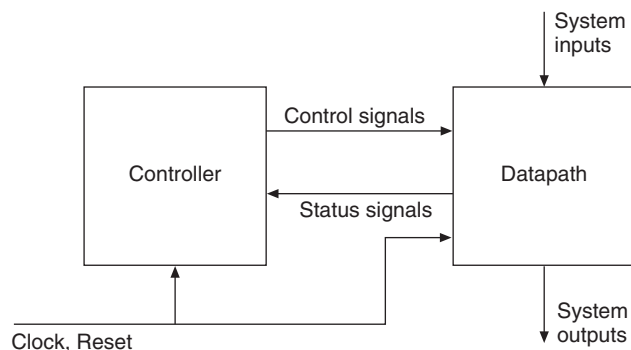 System
inputs
Control signals
Controller
Datapath
Status signals
System
outputs
Clock, Reset